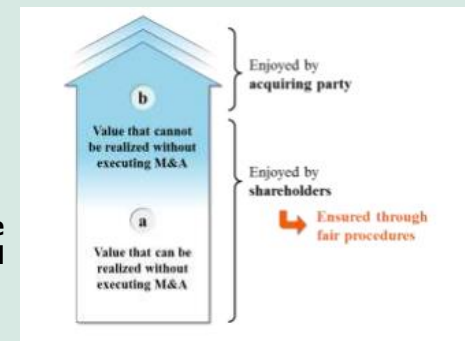 b
Value that cannot
be realized without
executing M&A
a
Value that can be
realized without
executing M&A
Enjoyed by
acquiring party
Enjoyed by
shareholders
Ensured through
fair procedures